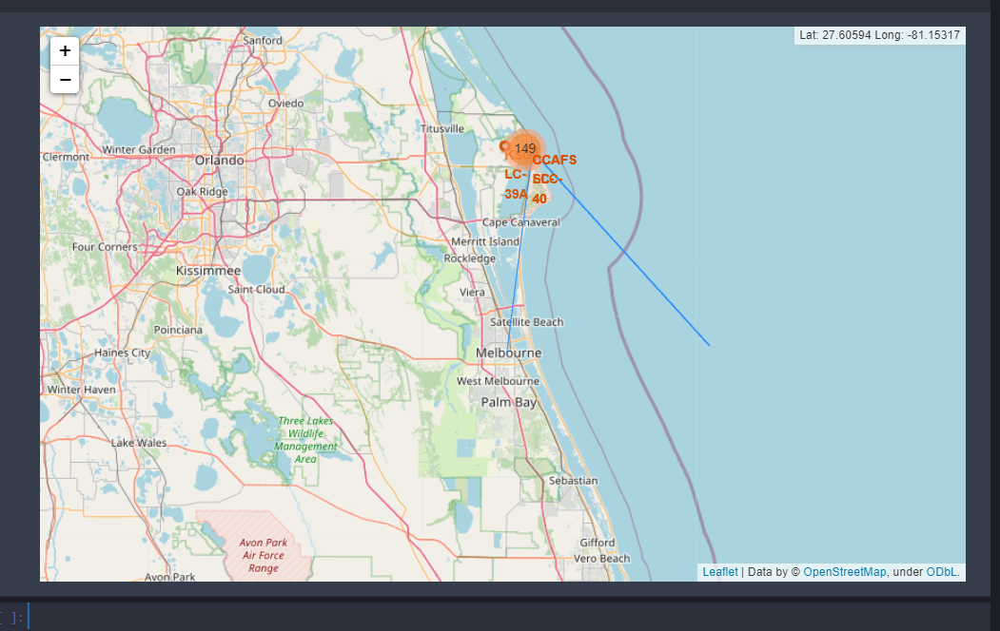 +
−
Lat: 27.60594 Long: -81.15317
Sanford
Oviedo
Titusville
Winter Garden
Clermont
Orlando
149
CCAFS
LC-
39A
40
Oak Ridge
Cape Canaveral
Merritt Island
Four Corners
Rockledge
Kissimmee
Saint Cloud
Viera
Satellite Beach
Poinciana
Haines City
Melbourne
West Melbourne
Winter Haven
Palm Bay
Three Lakes
Wildlife
Management
Area
Lake Wales
Sebastian
Avon Park
Air Force
Range
Gifford
Vero Beach
Avon Park
Leaflet | Data by © OpenStreetMap, under ODbL.
]: